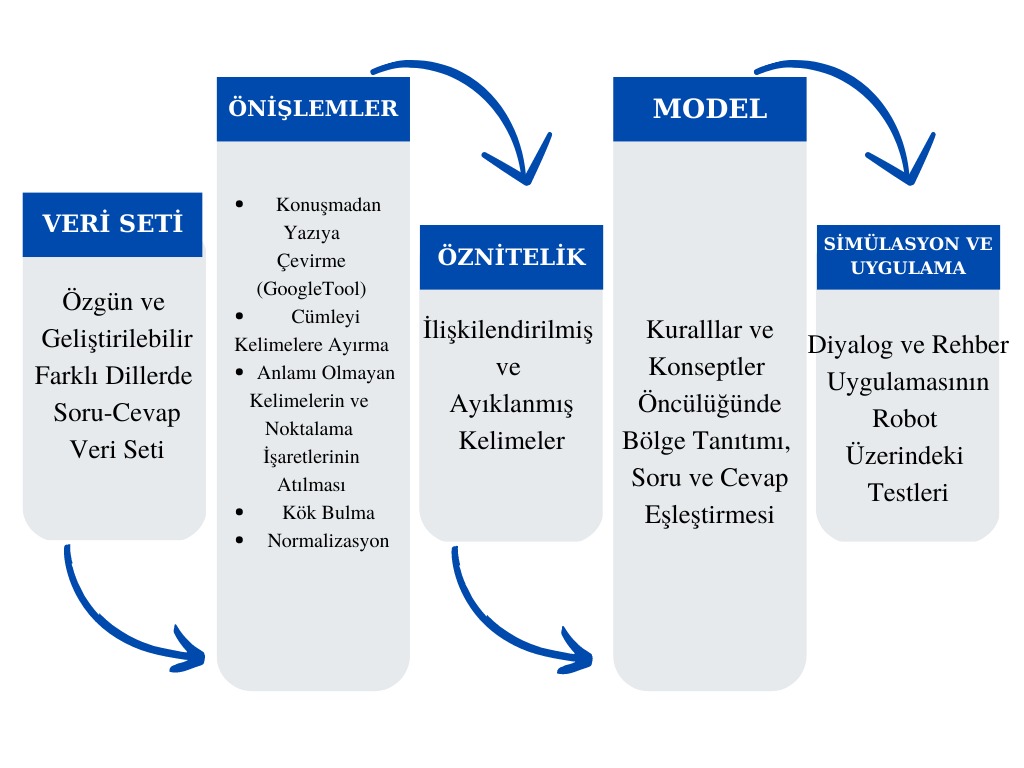 VERİ SETİ
Özgün ve
Geliştirilebilir
Farklı Dillerde
Soru-Cevap
Veri Seti
ÖNİŞLEMLER
• Konuşmadan
Yazıya
Çevirme
(GoogleTool)
• Cümleyi
Kelimelere Ayırma
• Anlamı Olmayan
Kelimelerin ve
Noktalama
İşaretlerinin
Atılması
• Kök Bulma
• Normalizasyon
ÖZNİTELİK
İlişkilendirilmiş
ve
Ayıklanmış
Kelimeler
MODEL
Kuralllar ve
Konseptler
Öncülüğünde
Bölge Tanıtımı,
Soru ve Cevap
Eşleştirmesi
SİMÜLASYON VE
UYGULAMA
Diyalog ve Rehber
Uygulamasının
Robot
Üzerindeki
Testleri